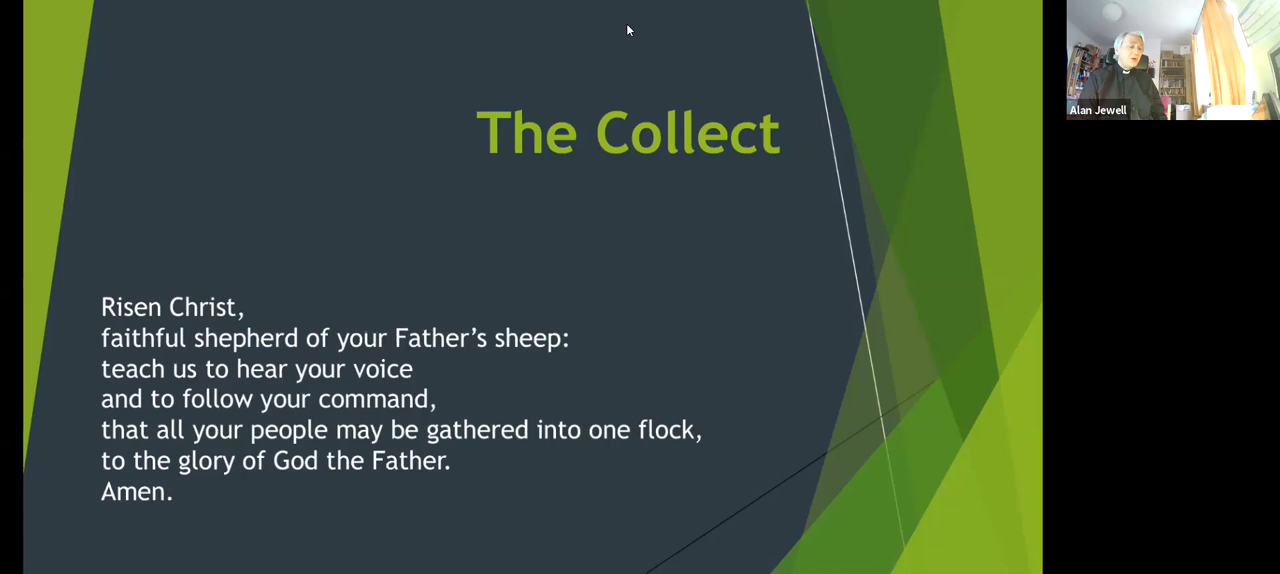 The Collect
Risen Christ,
faithful shepherd of your Father’s sheep:
teach us to hear your voice
and to follow your command,
that all your people may be gathered into one flock,
to the glory of God the Father.
Amen.
Alan Jewell